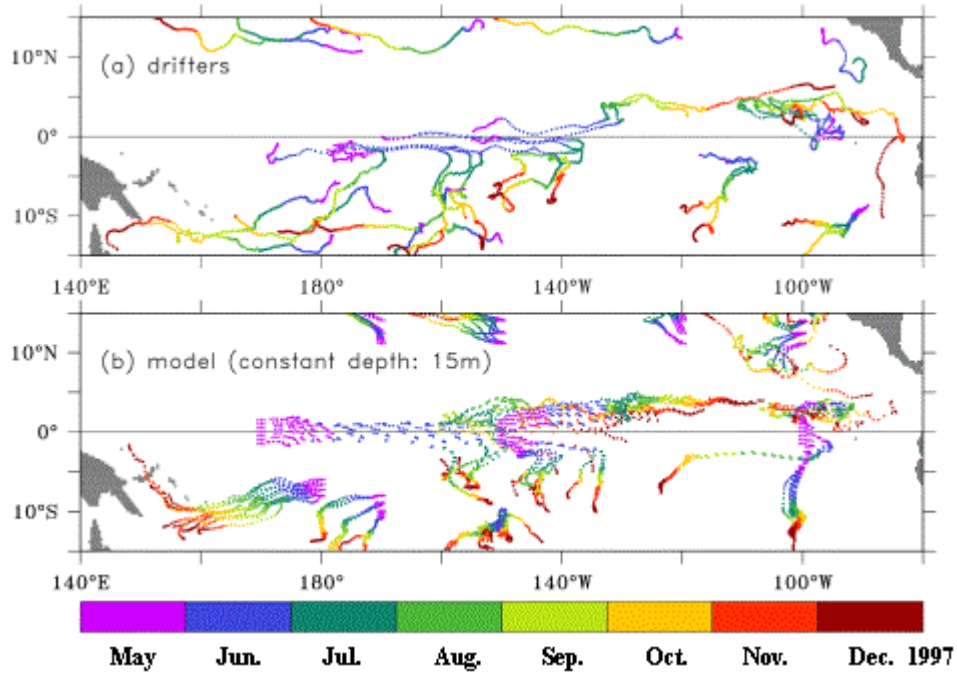 10°N
(a) drifters
0°
10°S
140°E 180° 140°W 100°W
10°N
(b) model (constant depth: 15m)
0°
10°S
140°E 180° 140°W 100°W
May Jun. Jul. Aug. Sep. Oct. Nov. Dec. 1997